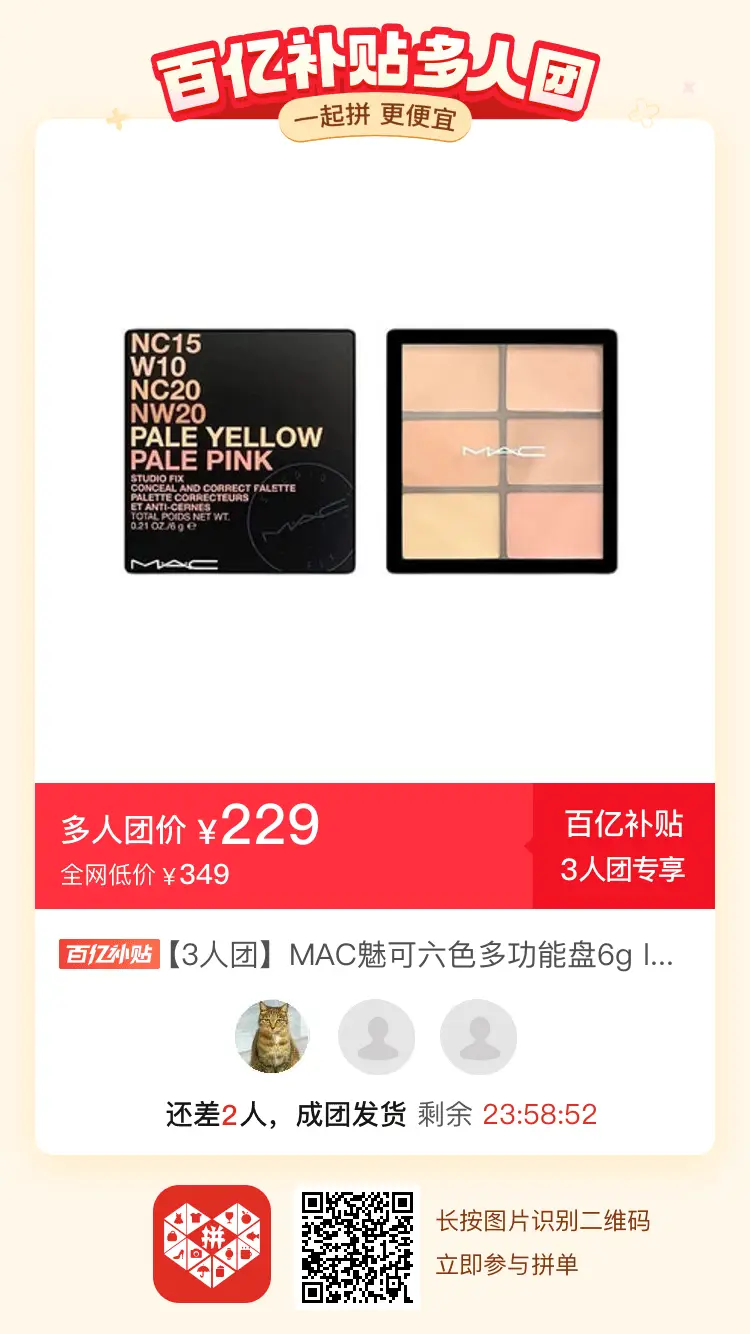 百亿补贴多人团
一起拼 更便宜
NC15
W10
NC20
NW20
PALE YELLOW
PALE PINK
STUDIO FIX
CONCEAL AND CORRECT PALETTE
PALETTE CORRECTEURS
ET ANTI-CERNES
TOTAL POIDS NET WT.
0.21 OZ./6 g ℮
MAC
MAC
MAC
多人团价 ¥229
全网低价 ¥349
百亿补贴
3人团专享
百亿补贴【3人团】MAC魅可六色多功能盘6g l...
还差2人，成团发货 剩余 23:58:52
拼
长按图片识别二维码
立即参与拼单